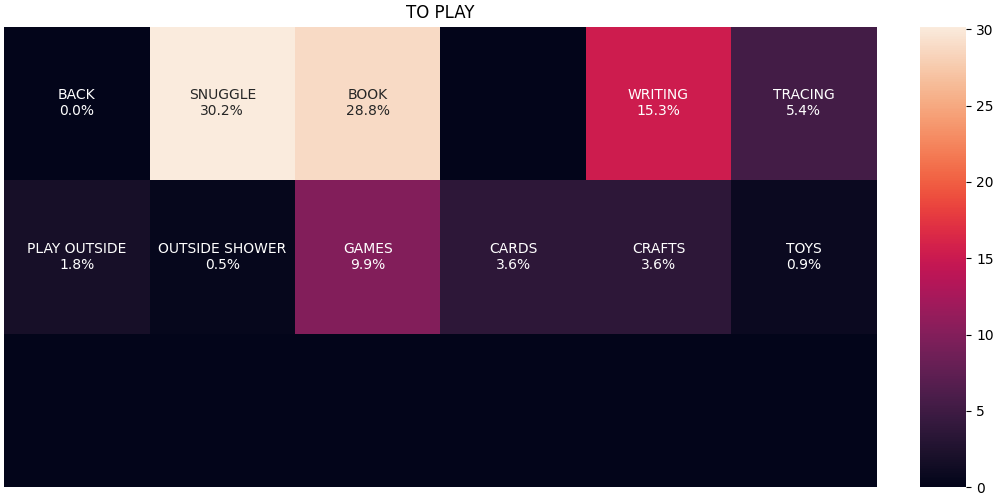 TO PLAY
BACK
0.0%
SNUGGLE
30.2%
BOOK
28.8%
WRITING
15.3%
TRACING
5.4%
PLAY OUTSIDE
1.8%
OUTSIDE SHOWER
0.5%
GAMES
9.9%
CARDS
3.6%
CRAFTS
3.6%
TOYS
0.9%
30
25
20
15
10
5
0